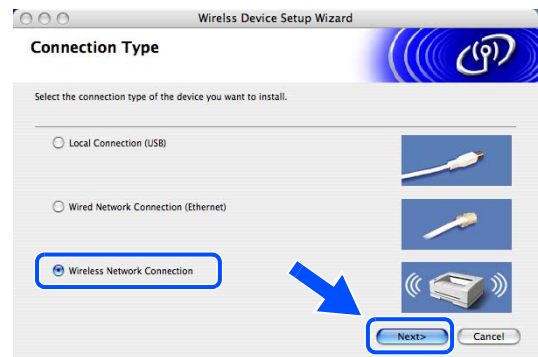 Wirelss Device Setup Wizard
Connection Type
Select the connection type of the device you want to install.
Local Connection (USB)
Wired Network Connection (Ethernet)
Wireless Network Connection
Next>
Cancel